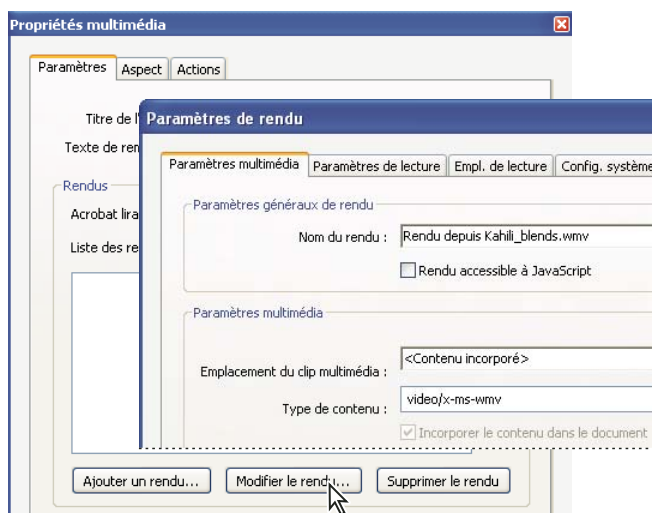 Propriétés multimédia
Paramètres Aspect Actions
Titre de l'
Texte de ren
Rendus
Acrobat lira
Liste des re
Paramètres de rendu
Paramètres multimédia Paramètres de lecture Empl. de lecture Config. système
Paramètres généraux de rendu
Nom du rendu : Rendu depuis Kahili_blends.wmv
Rendu accessible à JavaScript
Paramètres multimédia
Emplacement du clip multimédia : <Contenu incorporé>
Type de contenu : video/x-ms-wmv
Incorporer le contenu dans le document
Ajouter un rendu... Modifier le rendu... Supprimer le rendu